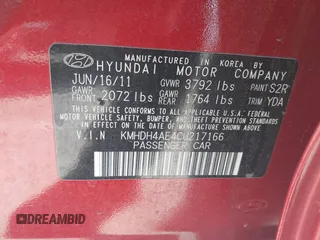 MANUFACTURED IN KOREA BY
HYUNDAI MOTOR COMPANY
JUN/16/11 GVWR 3792 lbs PAINT S2R
GAWR FRONT 2072 lbs GAWR REAR 1764 lbs TRIM YDA
THIS VEHICLE CONFORMS TO ALL APPLICABLE U.S.A FEDERAL
MOTOR VEHICLE SAFETY, BUMPER, AND THEFT PREVENTION
STANDARDS IN EFFECT ON THE DATE OF MANUFACTURE SHOWN ABOVE.
V.I.N KMHDH4AE4CU217166
PASSENGER CAR
DREAMBID